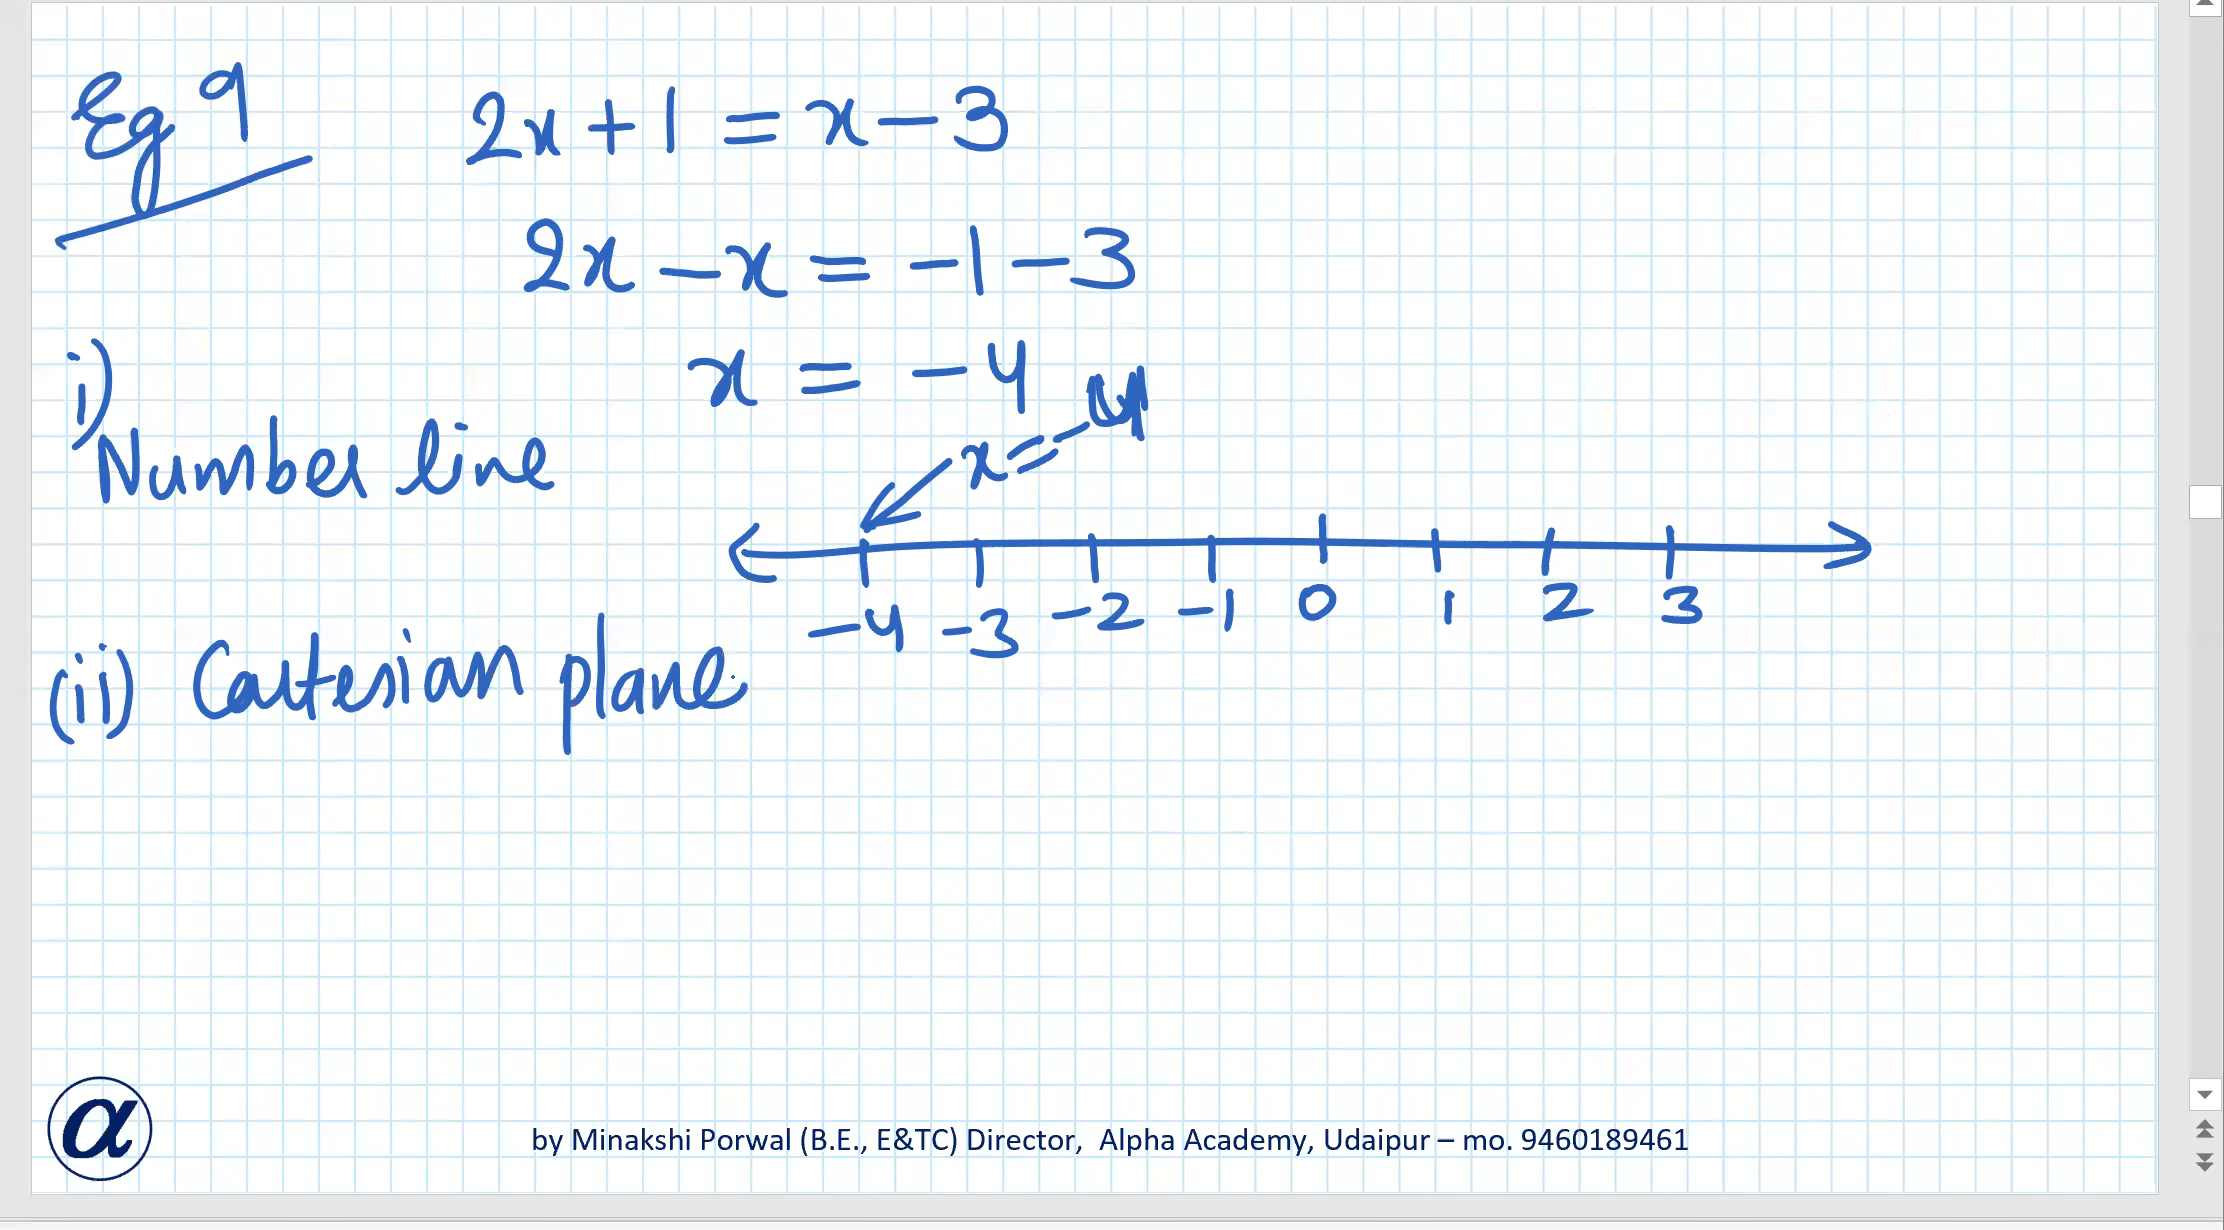 Eg 9
2x + 1 = x - 3
2x - x = -1 - 3
x = -4
i)
Number line
x = -4
-4 -3 -2 -1 0 1 2 3
(ii) Cartesian plane
α
by Minakshi Porwal (B.E., E&TC) Director, Alpha Academy, Udaipur – mo. 9460189461